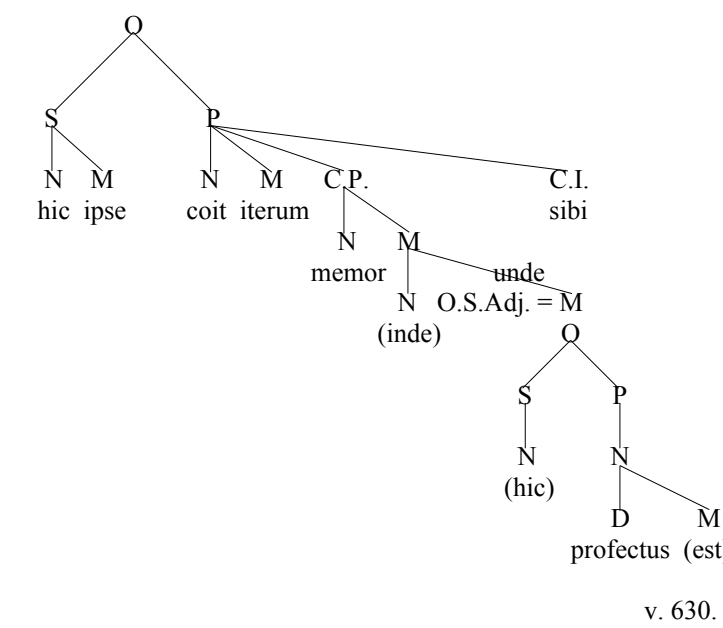 O
S P
N M N M C.P. C.I.
hic ipse coit iterum sibi
N M
memor unde
N O.S.Adj. = M
(inde)
O
S P
N N
(hic)
D M
profectus (est
v. 630.